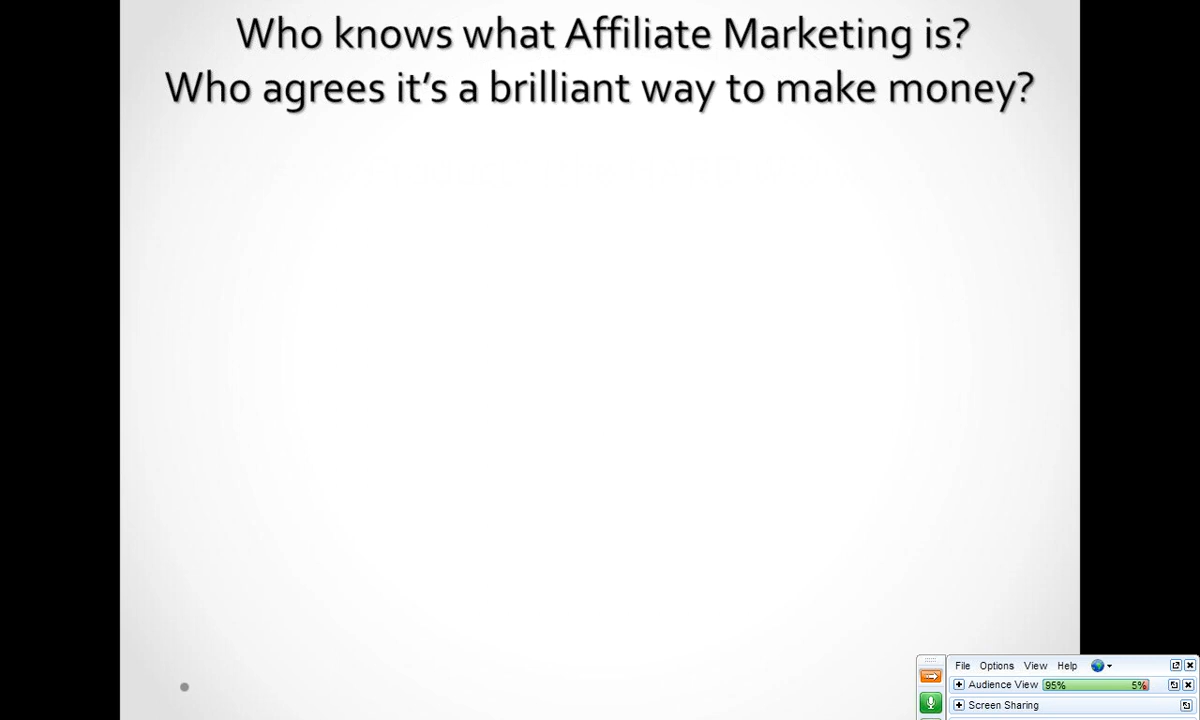 Who knows what Affiliate Marketing is?
Who agrees it's a brilliant way to make money?
File Options View Help
Audience View 95% 5%
Screen Sharing